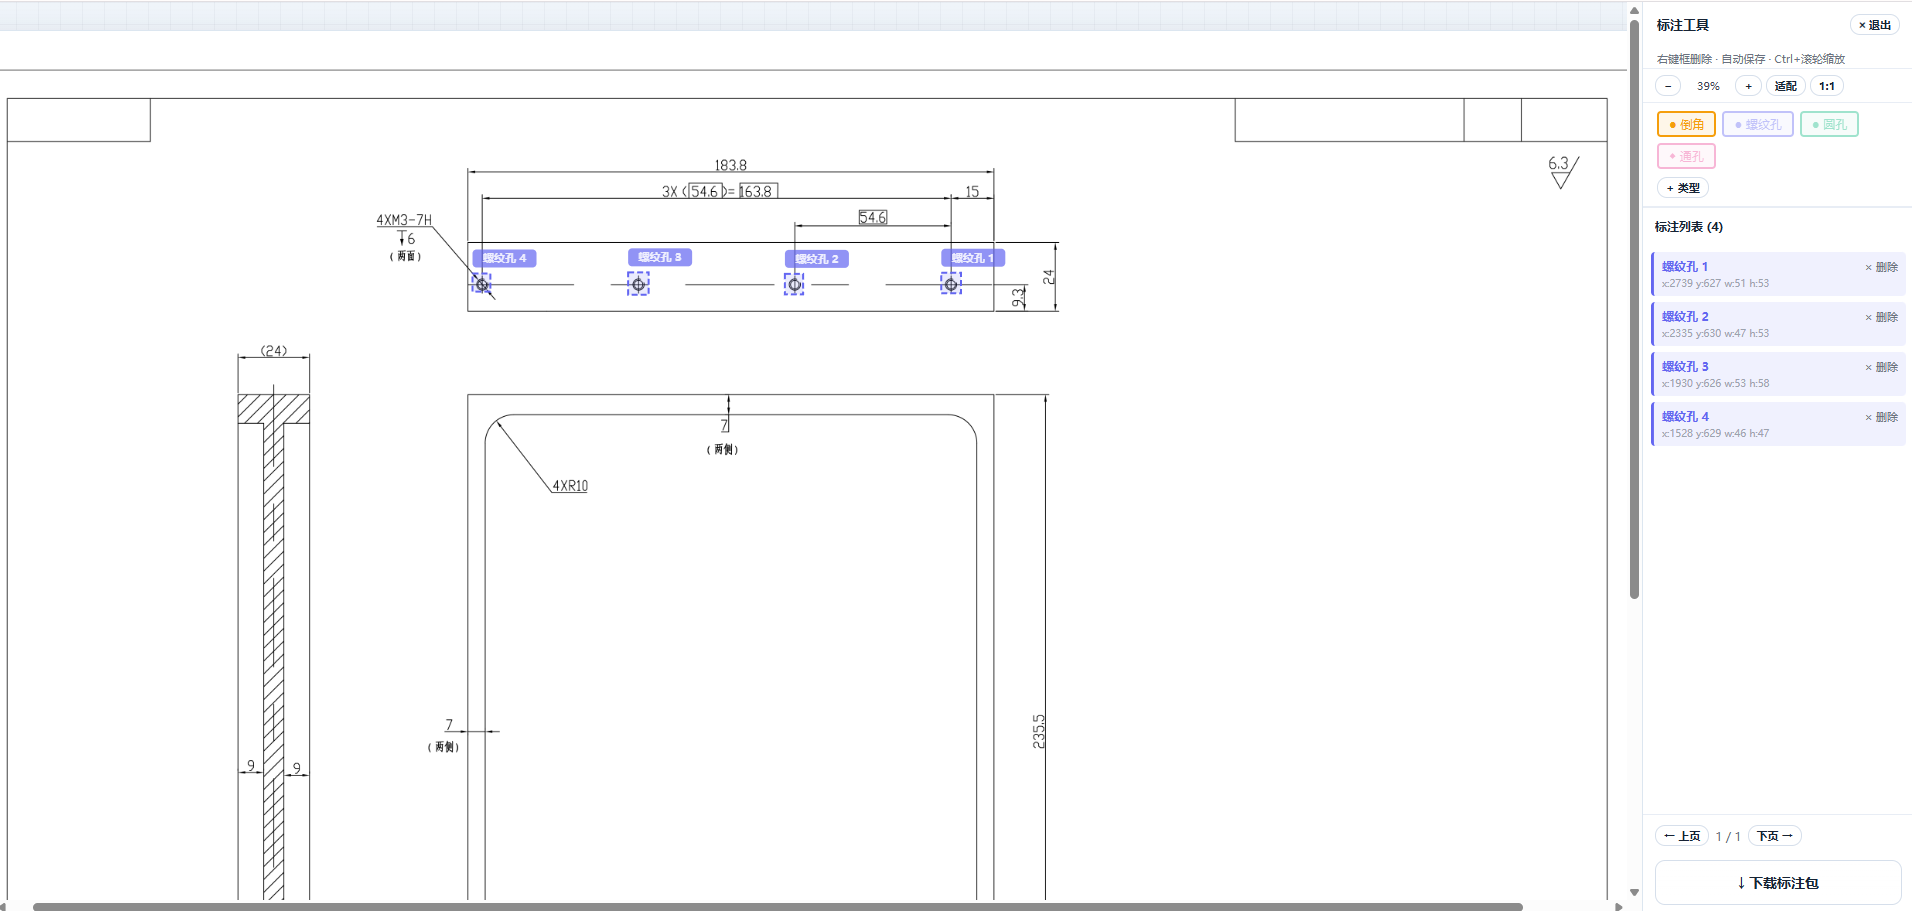 183.8
3X(54.6)=163.8
15
54.6
4XM3-7H
6
(两面)
螺纹孔 4
螺纹孔 3
螺纹孔 2
螺纹孔 1
24
9.3
6.3
(24)
7
(两侧)
4XR10
7
(两侧)
235.5
9
9
标注工具
× 退出
右键框删除 · 自动保存 · Ctrl+滚轮缩放
− 39% + 适配 1:1
倒角 螺纹孔 圆孔
通孔
+ 类型
标注列表 (4)
螺纹孔 1 × 删除
x:2739 y:627 w:51 h:53
螺纹孔 2 × 删除
x:2335 y:630 w:47 h:53
螺纹孔 3 × 删除
x:1930 y:626 w:53 h:58
螺纹孔 4 × 删除
x:1528 y:629 w:46 h:47
← 上页 1 / 1 下页 →
↓ 下载标注包